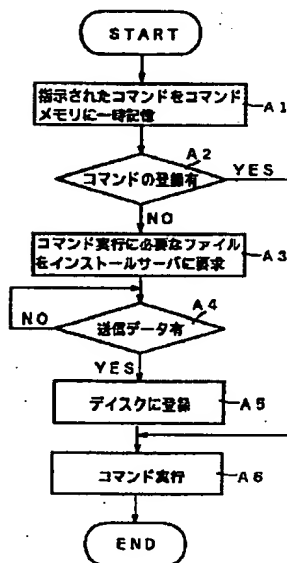 START
指示されたコマンドをコマンド
メモリに一時記憶
A1
A2
コマンドの登録有
YES
NO
コマンド実行に必要なファイル
をインストールサーバに要求
A3
A4
NO
送信データ有
YES
ディスクに登録
A5
コマンド実行
A6
END